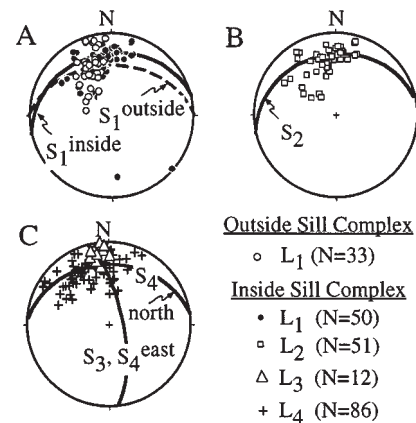 A
N
S1 outside
S1 inside
B
N
S2
C
N
S4
north
S3, S4 east
Outside Sill Complex
○ L1 (N=33)
Inside Sill Complex
• L1 (N=50)
□ L2 (N=51)
△ L3 (N=12)
+ L4 (N=86)